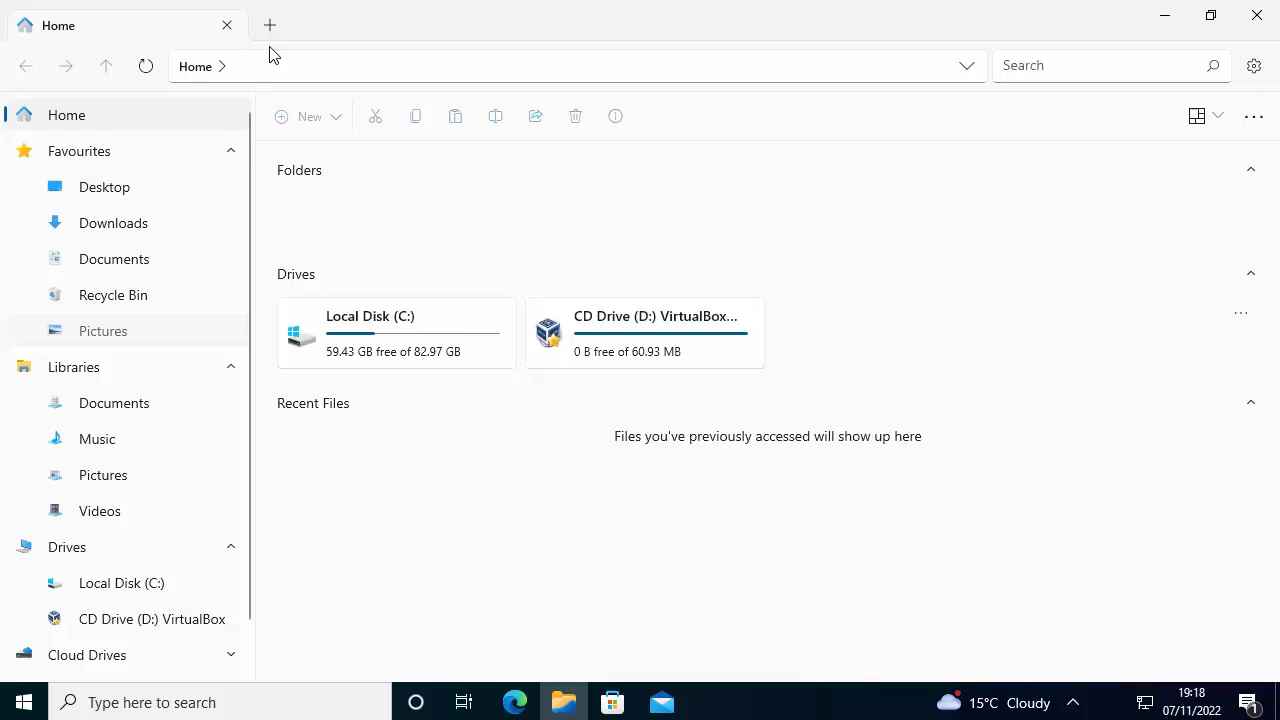 Home
Home
Search
Home
New
Favourites
Desktop
Downloads
Documents
Recycle Bin
Pictures
Libraries
Documents
Music
Pictures
Videos
Drives
Local Disk (C:)
CD Drive (D:) VirtualBox
Cloud Drives
Folders
Drives
Local Disk (C:)
59.43 GB free of 82.97 GB
CD Drive (D:) VirtualBox...
0 B free of 60.93 MB
Recent Files
Files you've previously accessed will show up here
Type here to search
15°C Cloudy
19:18
07/11/2022
1